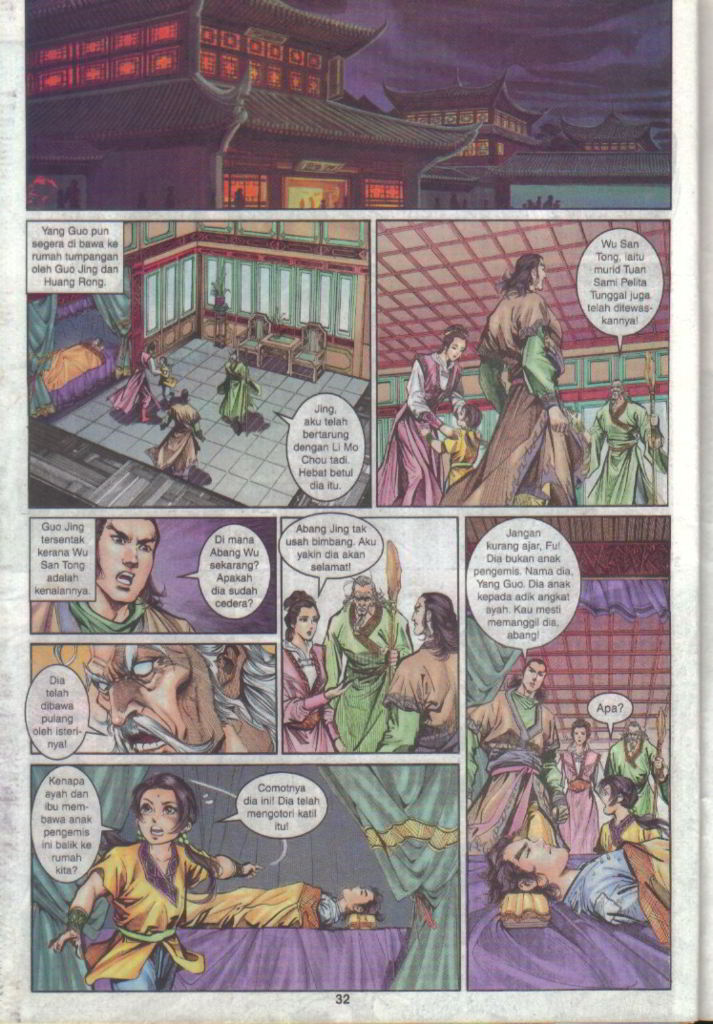 Yang Guo pun
segera di bawa ke
rumah tumpangan
oleh Guo Jing dan
Huang Rong.
Jing,
aku telah
bertarung
dengan Li Mo
Chou tadi.
Hebat betul
dia itu.
Wu San
Tong, iaitu
murid Tuan
Sami Pelita
Tunggal juga
telah ditewas-
kannya!
Guo Jing
tersentak
kerana Wu
San Tong
adalah
kenalannya.
Di mana
Abang Wu
sekarang?
Apakah
dia sudah
cedera?
Dia
telah
dibawa
pulang
oleh isteri-
nya!
Abang Jing tak
usah bimbang. Aku
yakin dia akan
selamat!
Kenapa
ayah dan
ibu mem-
bawa anak
pengemis
ini balik ke
rumah
kita?
Comotnya
dia ini! Dia telah
mengotori katil
itu!
Jangan
kurang ajar, Fu!
Dia bukan anak
pengemis. Nama dia,
Yang Guo. Dia anak
kepada adik angkat
ayah. Kau mesti
memanggil dia,
abang!
Apa?
32